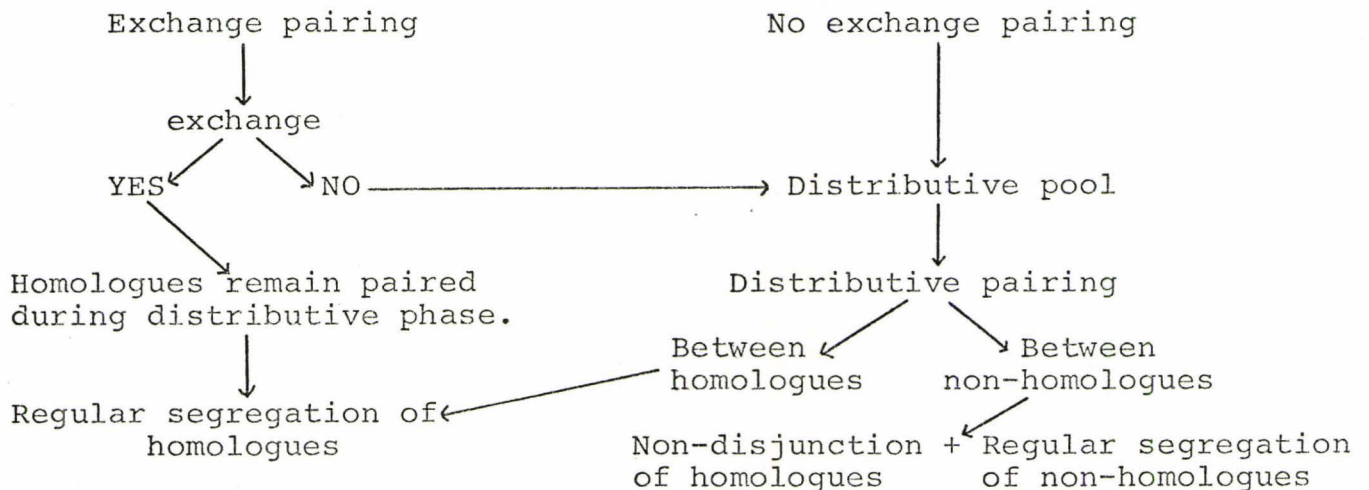 Exchange pairing
No exchange pairing
exchange
YES
NO
Distributive pool
Homologues remain paired
during distributive phase.
Distributive pairing
Between
homologues
Between
non-homologues
Regular segregation of
homologues
Non-disjunction + Regular segregation
of homologues of non-homologues